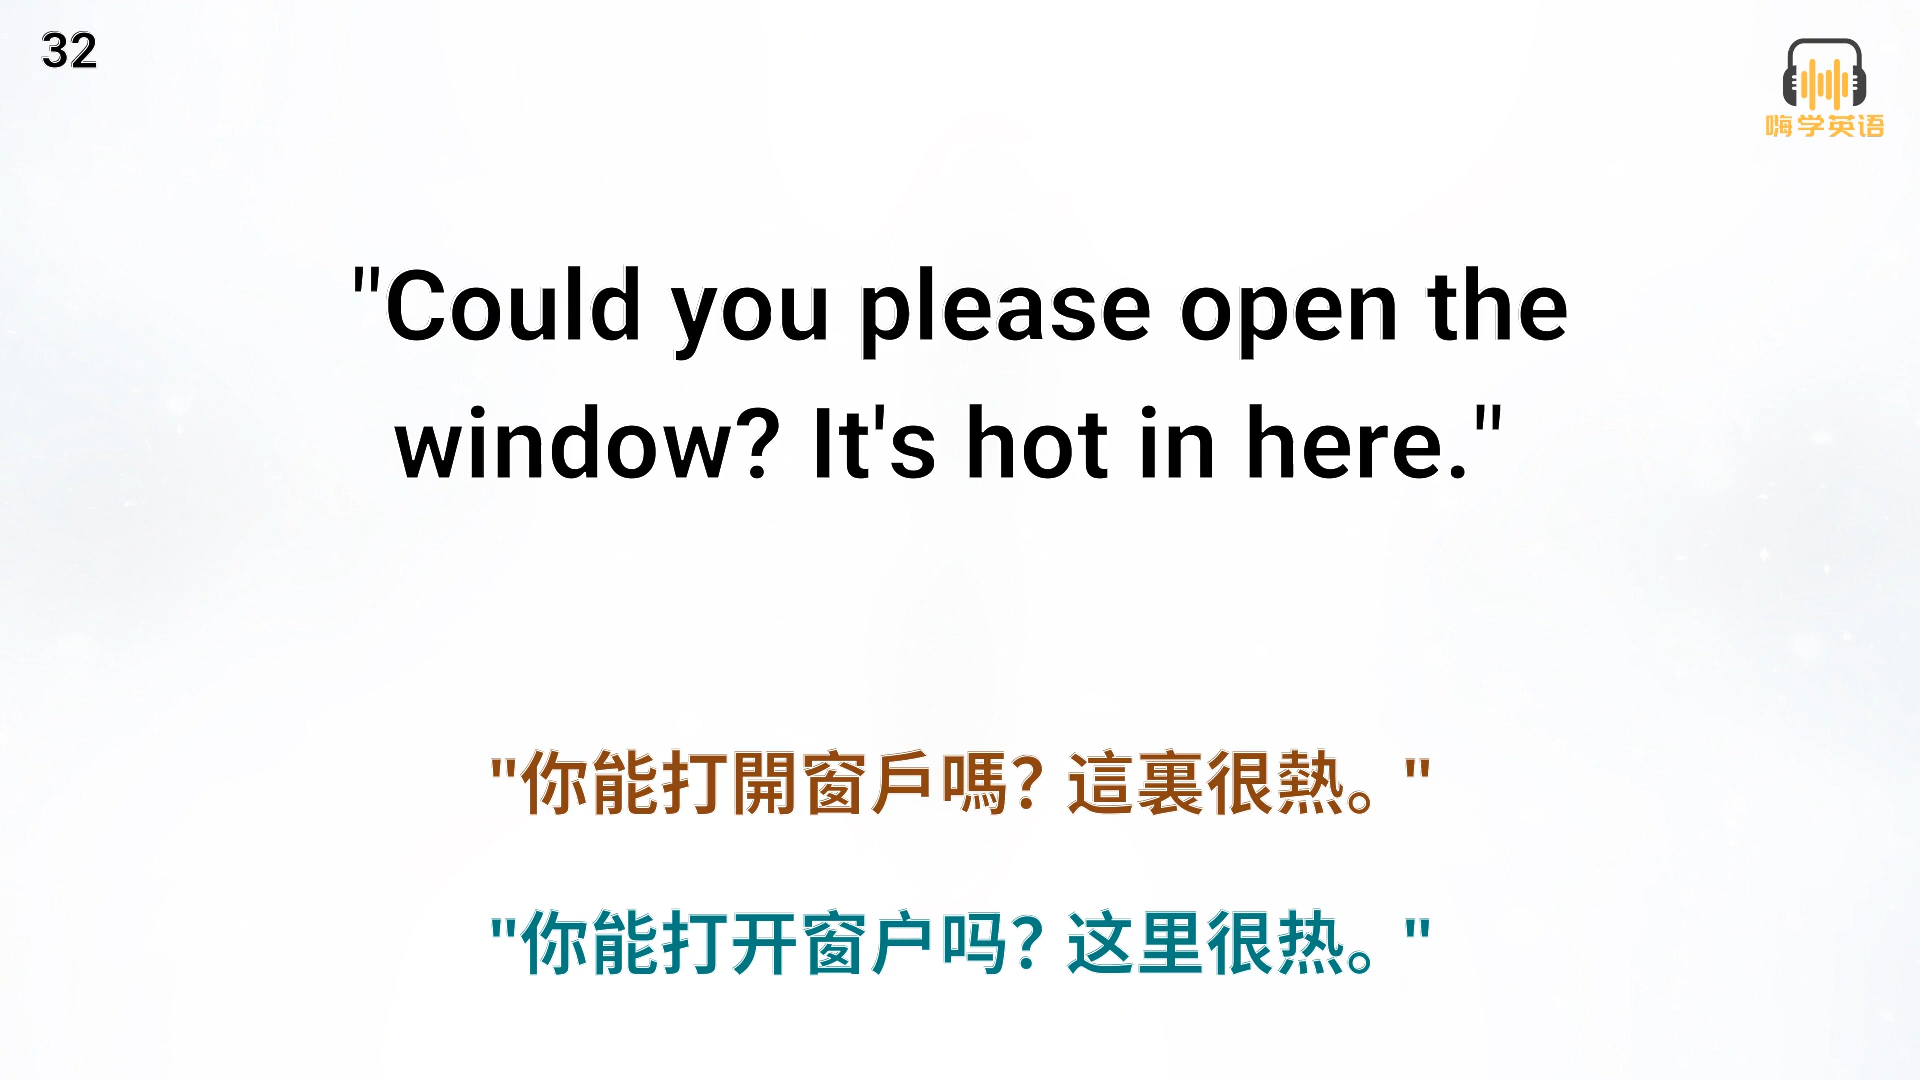 32
嗨学英语
"Could you please open the
window? It's hot in here."
"你能打開窗戶嗎？這裏很熱。"
"你能打开窗户吗？这里很热。"